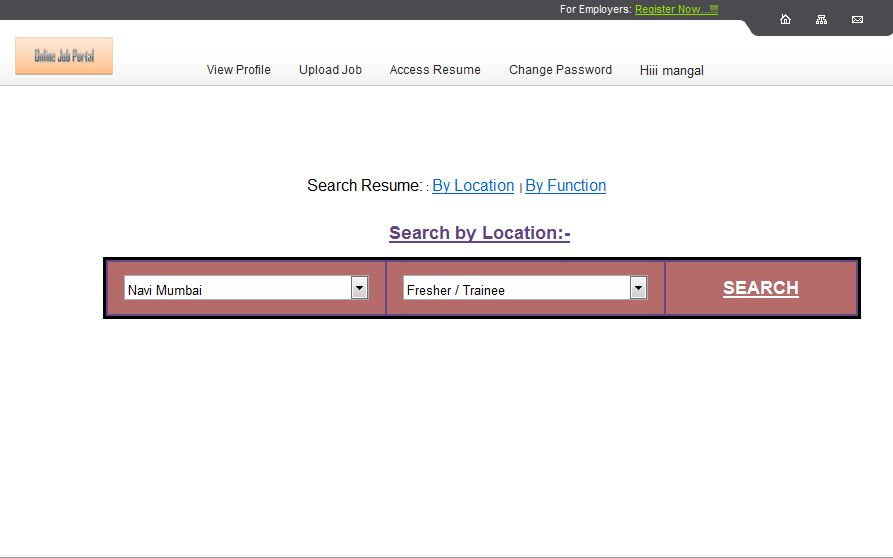 For Employers: Register Now...!!!!
Online Job Portal
View Profile Upload Job Access Resume Change Password Hiii mangal
Search Resume: : By Location | By Function
Search by Location:-
Navi Mumbai Fresher / Trainee SEARCH